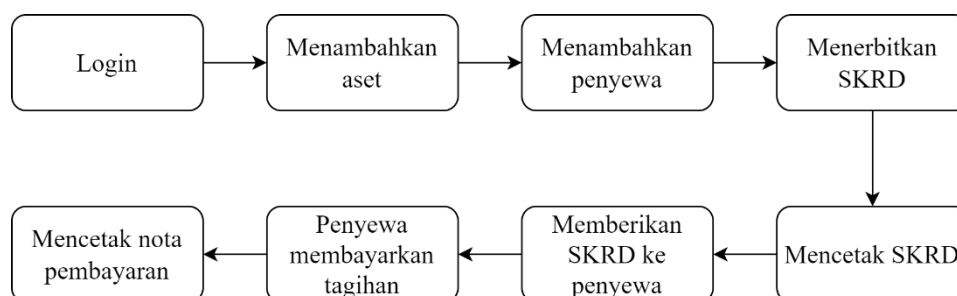 Login
Menambahkan
aset
Menambahkan
penyewa
Menerbitkan
SKRD
Mencetak SKRD
Memberikan
SKRD ke
penyewa
Penyewa
membayarkan
tagihan
Mencetak nota
pembayaran